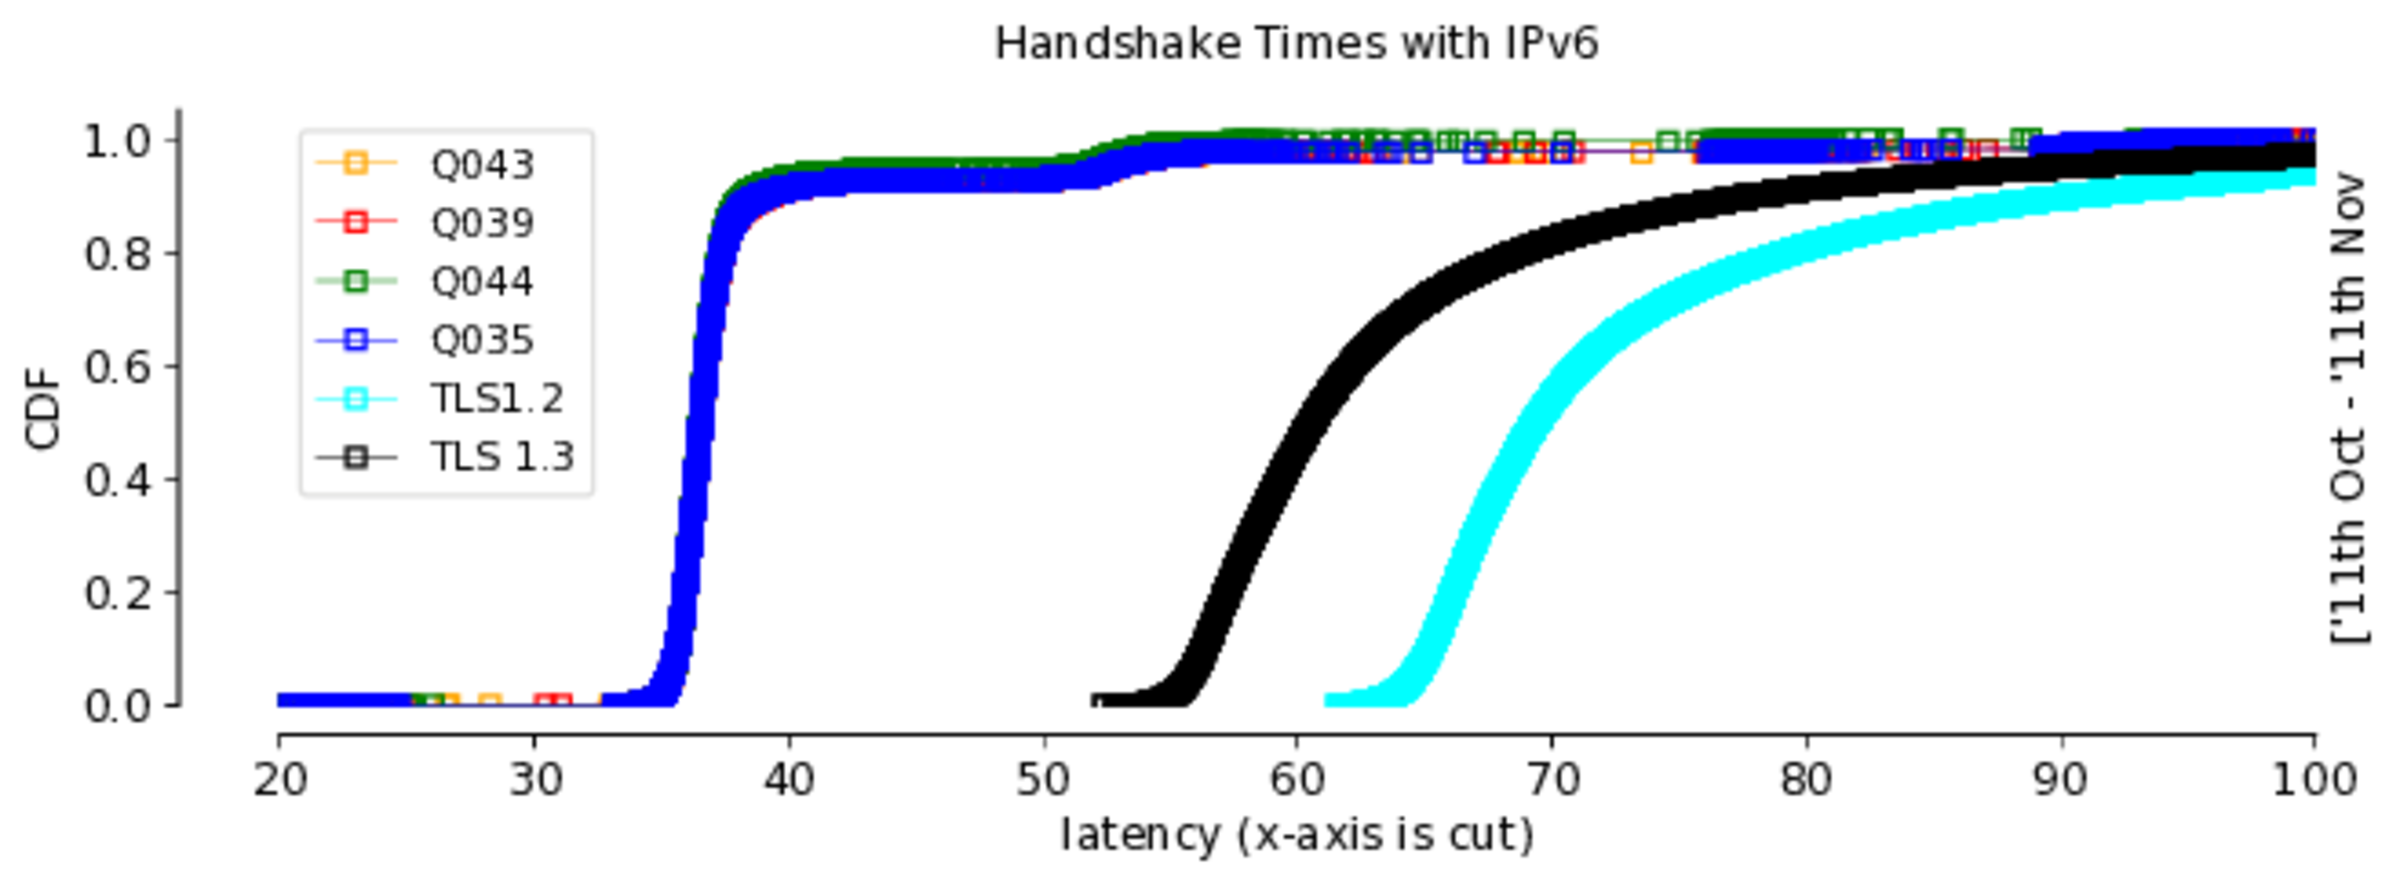 Handshake Times with IPv6
CDF
1.0
0.8
0.6
0.4
0.2
0.0
Q043
Q039
Q044
Q035
TLS1.2
TLS 1.3
20 30 40 50 60 70 80 90 100
latency (x-axis is cut)
['11th Oct - '11th Nov